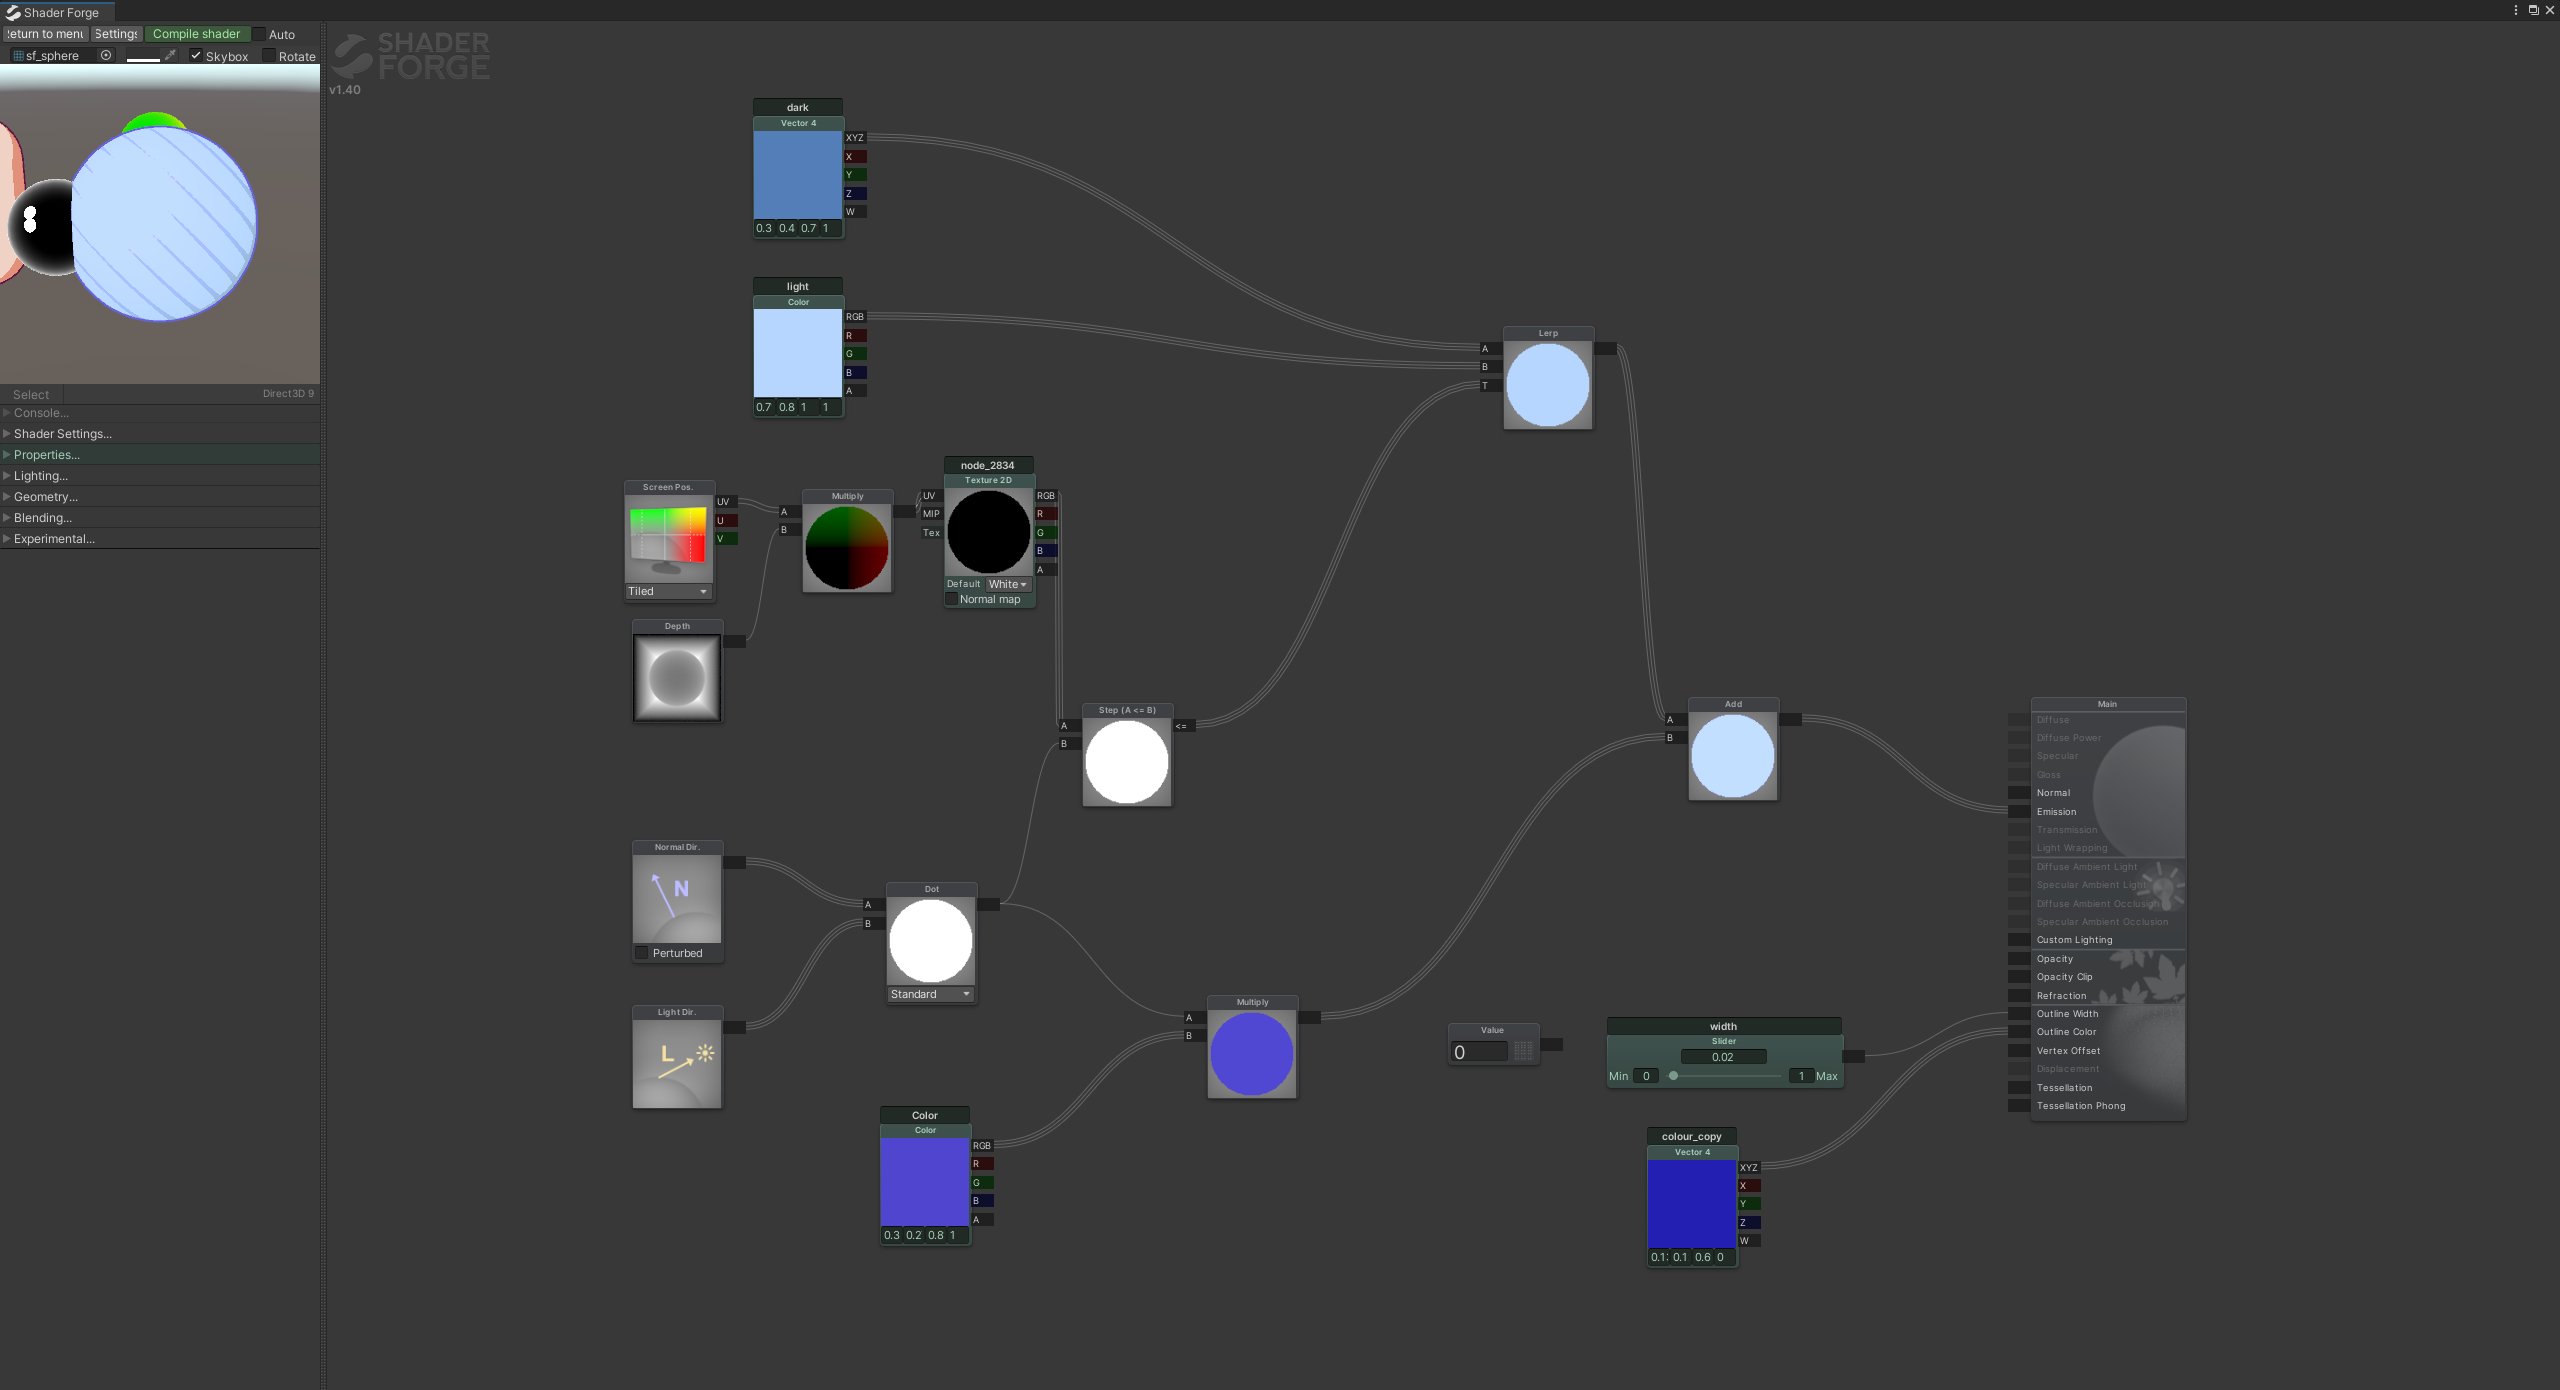 Shader Forge
Return to menu Settings Compile shader Auto
sf_sphere Skybox Rotate
SHADER
FORGE
v1.40
Select Direct3D 9
Console...
Shader Settings...
Properties...
Lighting...
Geometry...
Blending...
Experimental...
dark
Vector 4
XYZ
X
Y
Z
W
0.3 0.4 0.7 1
light
Color
RGB
R
G
B
A
0.7 0.8 1 1
Screen Pos.
UV
U
V
Tiled
Depth
Multiply
A
B
node_2834
Texture 2D
UV
MIP
Tex
RGB
R
G
B
A
Default White
Normal map
Lerp
A
B
T
Step (A <= B)
A
B
<=
Normal Dir.
N
Perturbed
Light Dir.
L
Dot
A
B
Standard
Color
Color
RGB
R
G
B
A
0.3 0.2 0.8 1
Multiply
A
B
Add
A
B
Value
0
width
Slider
0.02
Min 0 1 Max
colour_copy
Vector 4
XYZ
X
Y
Z
W
0.1: 0.1 0.6 0
Main
Diffuse
Diffuse Power
Specular
Gloss
Normal
Emission
Transmission
Light Wrapping
Diffuse Ambient Light
Specular Ambient Light
Diffuse Ambient Occlusion
Specular Ambient Occlusion
Custom Lighting
Opacity
Opacity Clip
Refraction
Outline Width
Outline Color
Vertex Offset
Displacement
Tessellation
Tessellation Phong